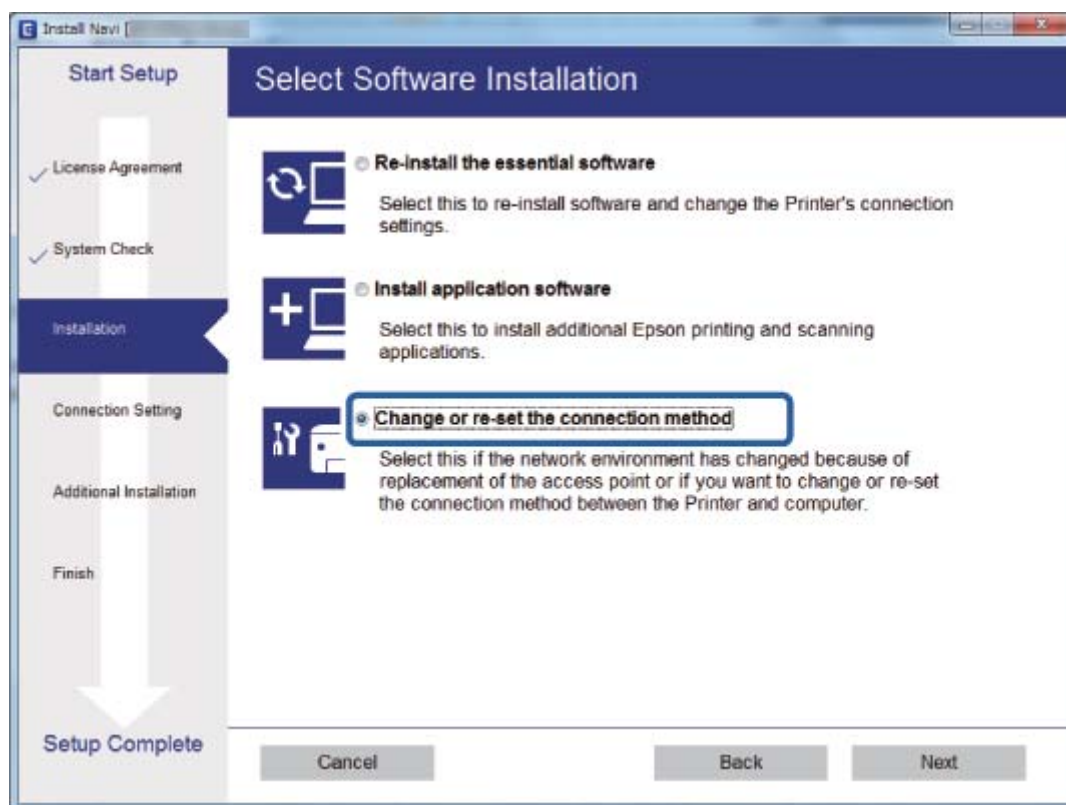 Install Navi [
Start Setup
License Agreement
System Check
Installation
Connection Setting
Additional Installation
Finish
Setup Complete
Select Software Installation
Re-install the essential software
Select this to re-install software and change the Printer's connection
settings.
Install application software
Select this to install additional Epson printing and scanning
applications.
Change or re-set the connection method
Select this if the network environment has changed because of
replacement of the access point or if you want to change or re-set
the connection method between the Printer and computer.
Cancel
Back
Next